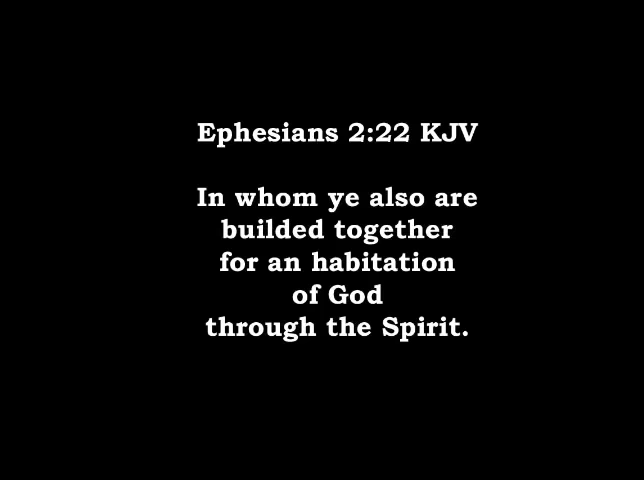 Ephesians 2:22 KJV
In whom ye also are
builded together
for an habitation
of God
through the Spirit.